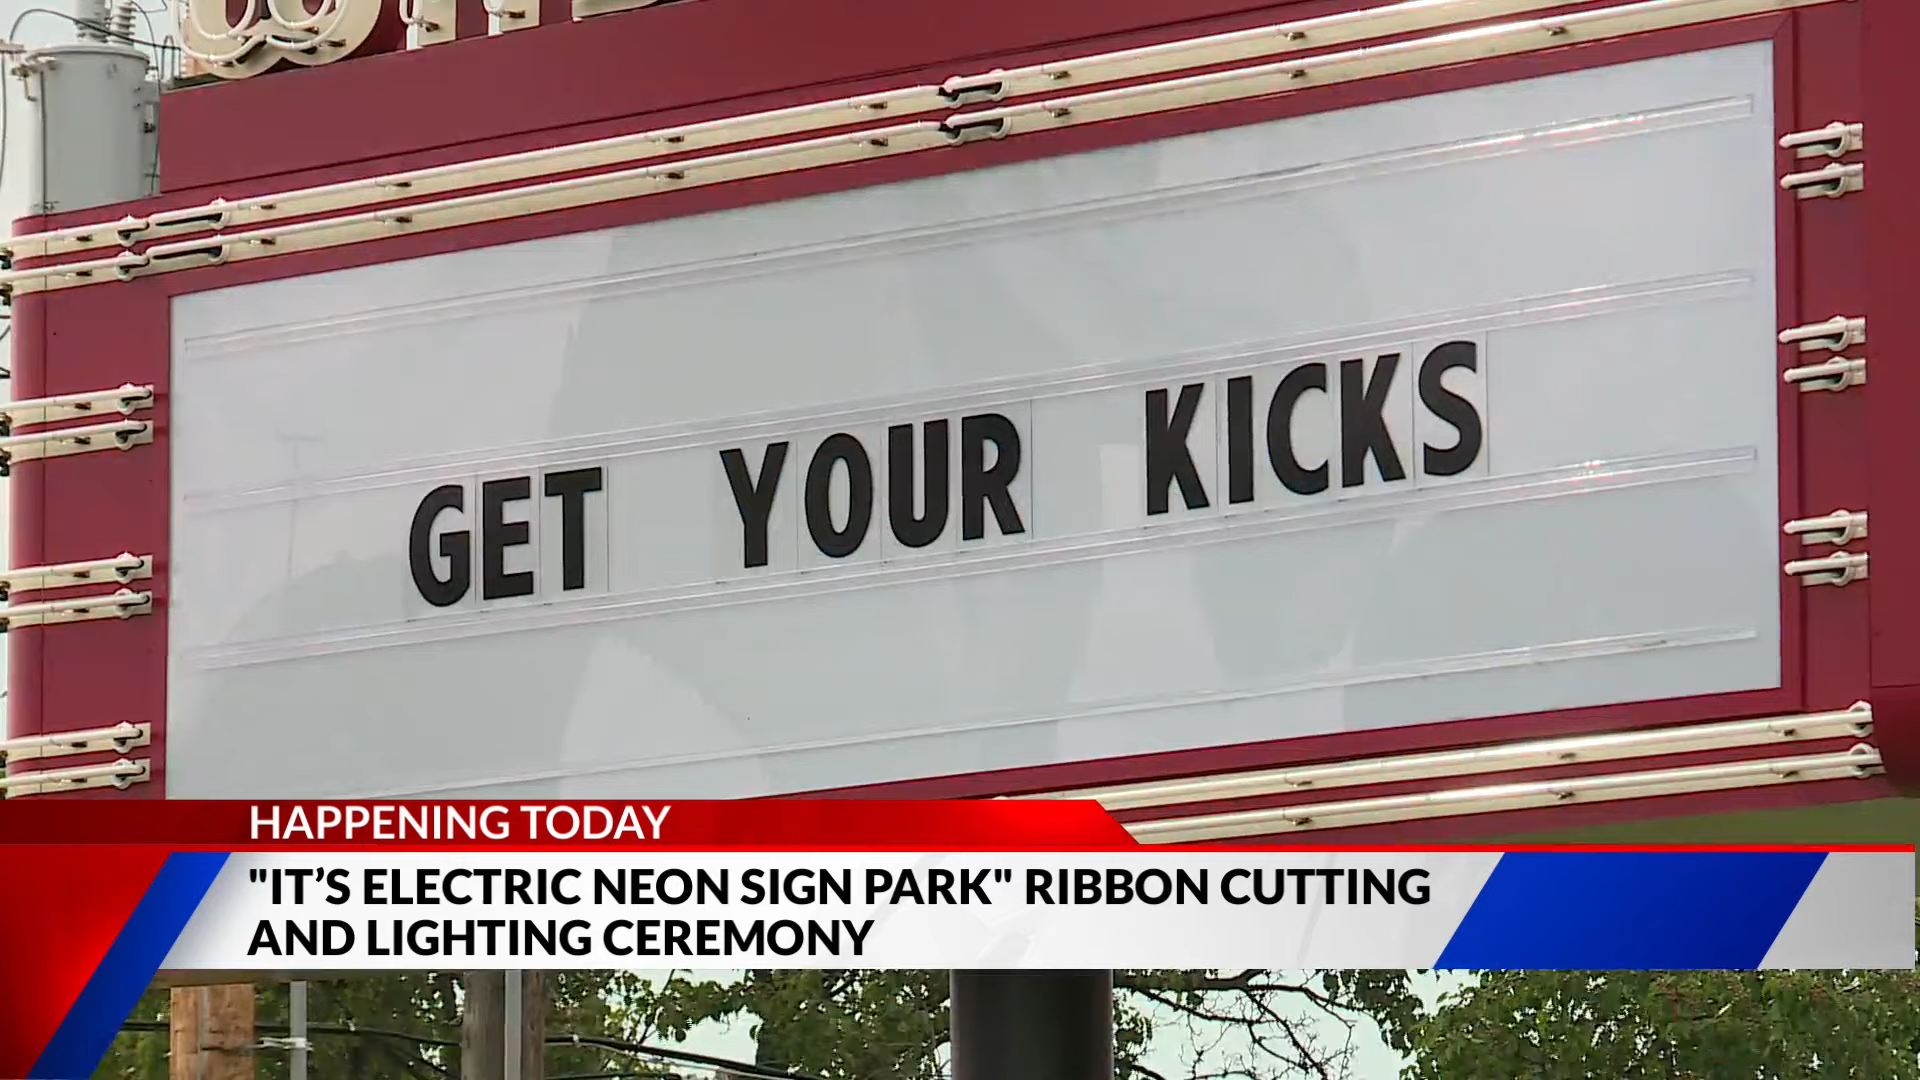 GET YOUR KICKS
HAPPENING TODAY
"IT’S ELECTRIC NEON SIGN PARK" RIBBON CUTTING
AND LIGHTING CEREMONY